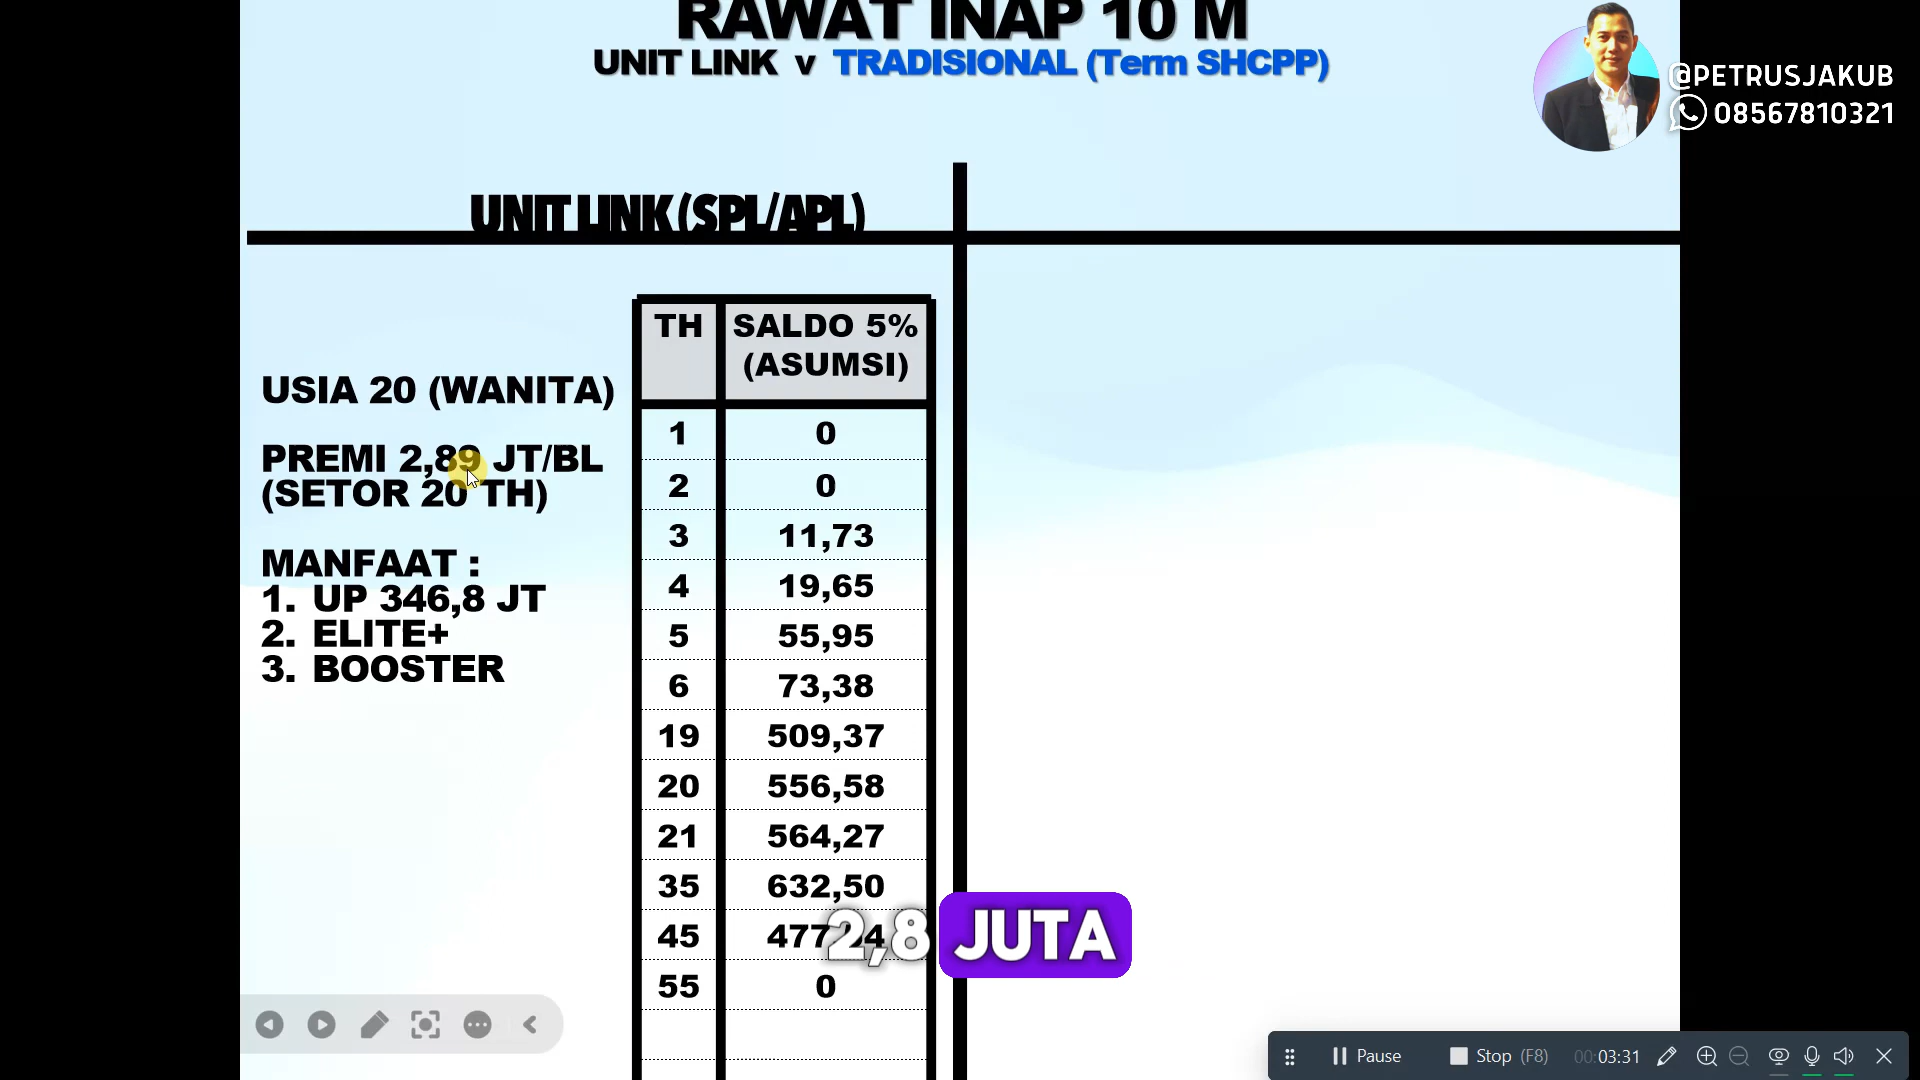 RAWAT INAP 10 M
UNIT LINK v TRADISIONAL (Term SHCPP)
@PETRUSJAKUB
08567810321
UNIT LINK (SPL/APL)
USIA 20 (WANITA)
PREMI 2,89 JT/BL
(SETOR 20 TH)
MANFAAT :
1. UP 346,8 JT
2. ELITE+
3. BOOSTER
TH SALDO 5%
(ASUMSI)
1 0
2 0
3 11,73
4 19,65
5 55,95
6 73,38
19 509,37
20 556,58
21 564,27
35 632,50
45
55 0
2,8 JUTA
Pause Stop (F8) 00:03:31